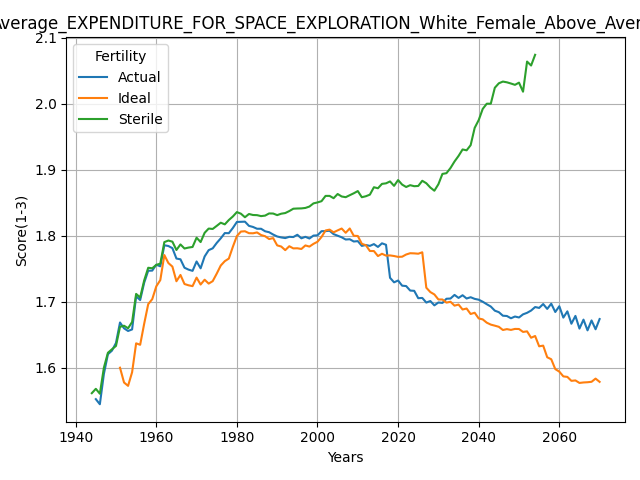 Average_EXPENDITURE_FOR_SPACE_EXPLORATION_White_Female_Above_Aver
2.1
2.0
1.9
1.8
1.7
1.6
Score(1-3)
Fertility
Actual
Ideal
Sterile
1940 1960 1980 2000 2020 2040 2060
Years